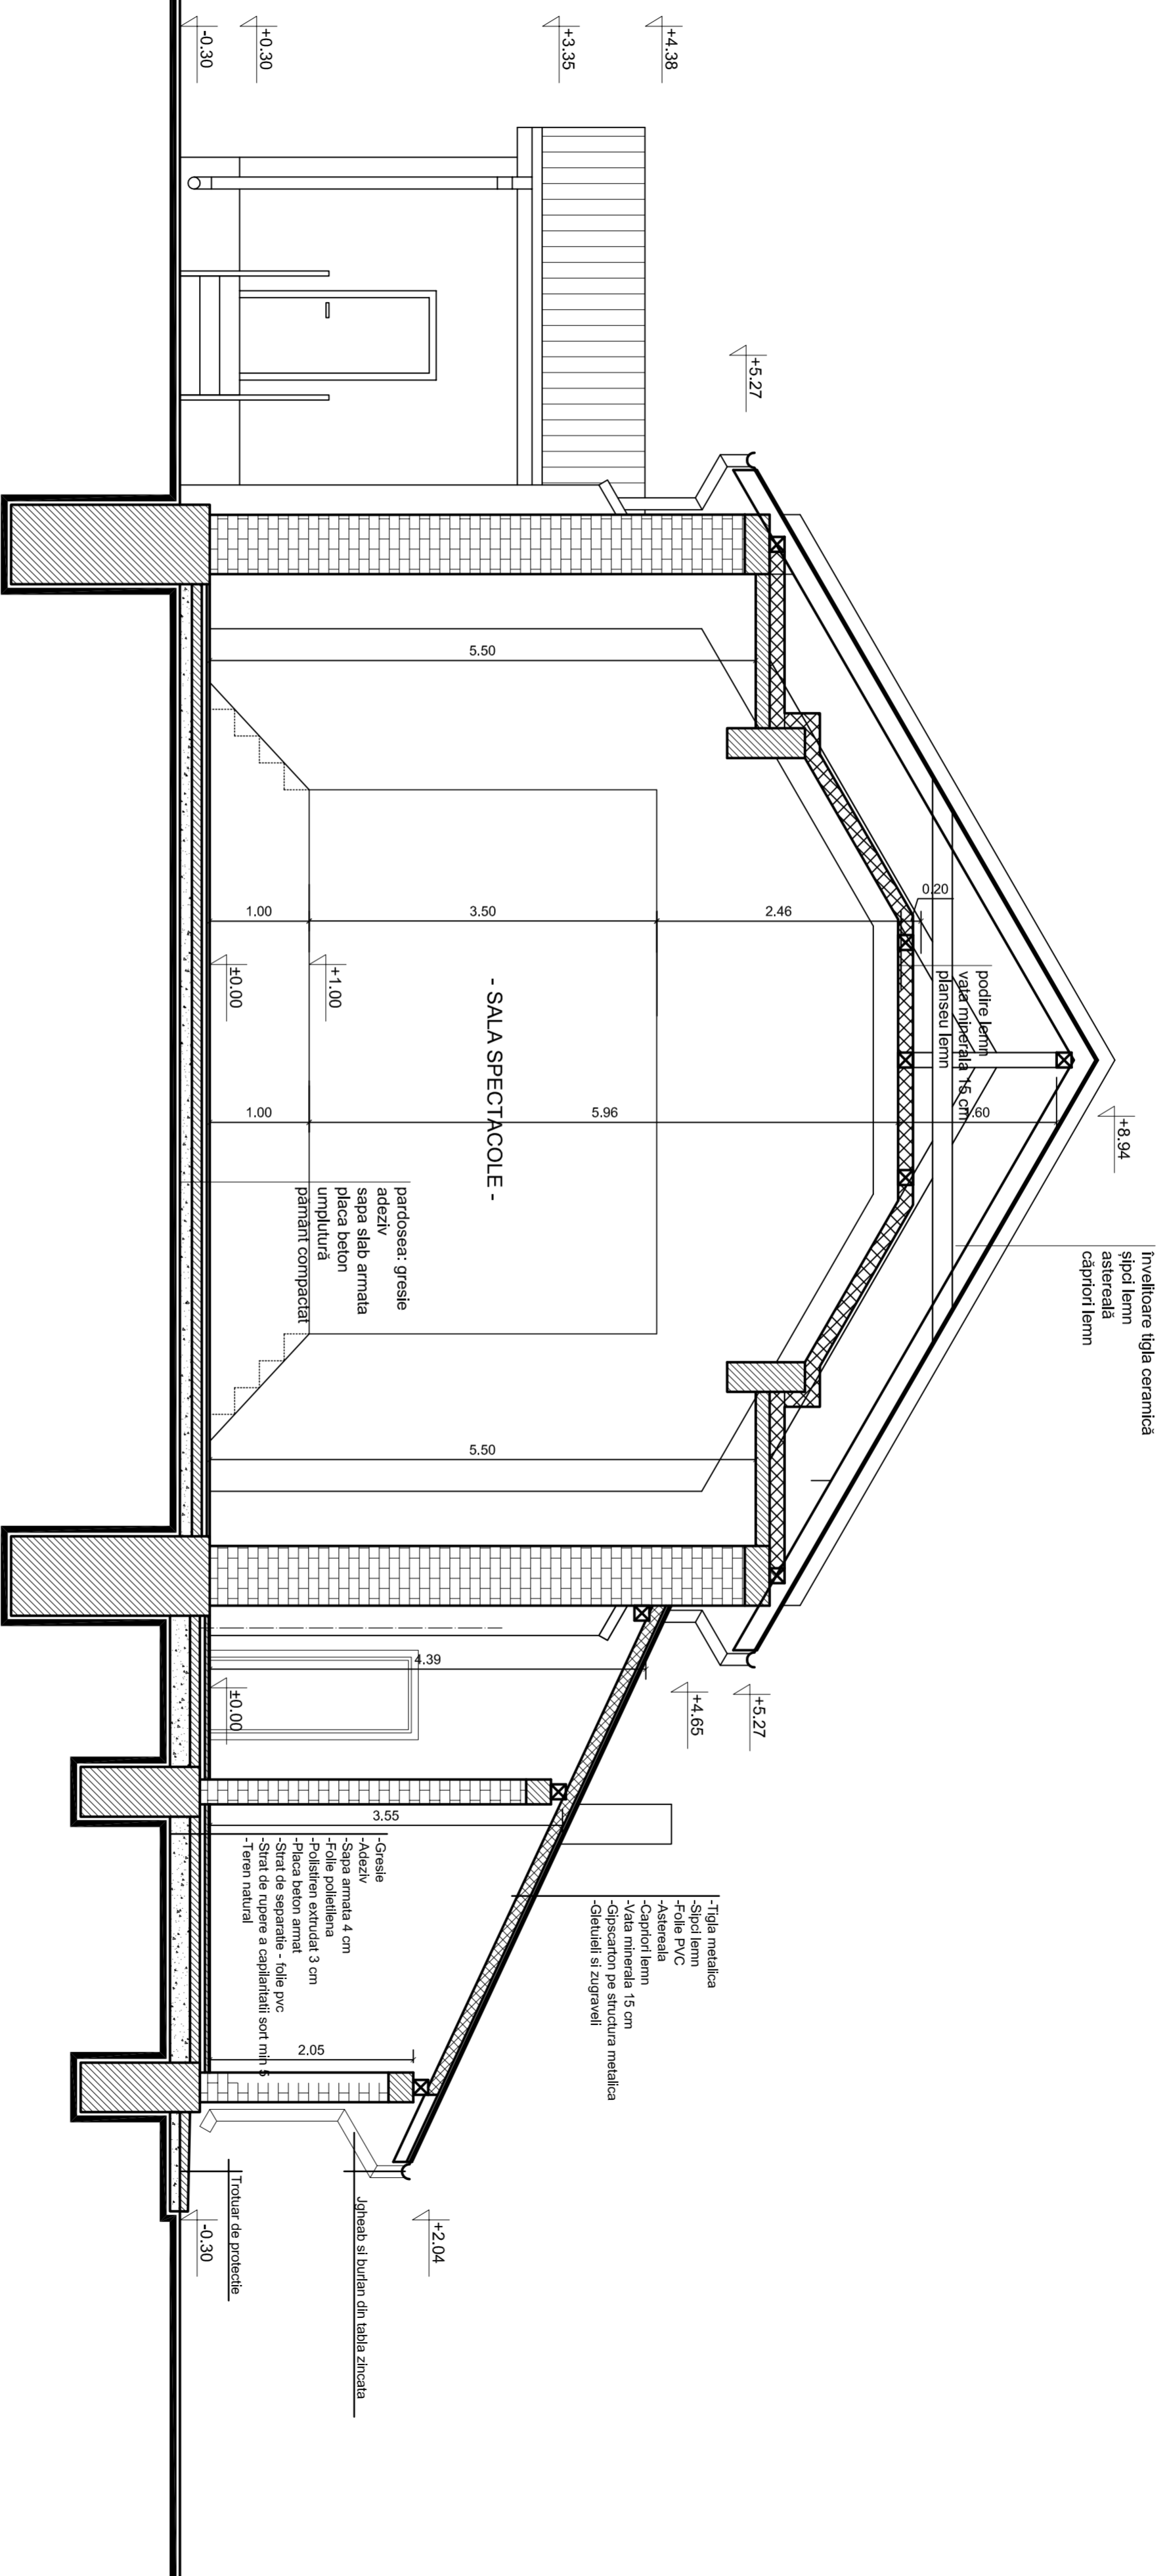 învelitoare tigla ceramică
șipci lemn
astereală
căpriori lemn
+8.94
podire lemn
vata minerala 15 cm
planseu lemn
0.20
+5.27
+5.27
+4.38
+4.65
+3.35
+0.30
-0.30
5.50
1.00
3.50
2.46
+1.00
±0.00
- SALA SPECTACOLE -
1.00
5.96
.60
5.50
pardosea: gresie
adeziv
sapa slab armata
placa beton
umplutură
pământ compactat
4.39
±0.00
3.55
-Tigla metalica
-Sipci lemn
-Folie PVC
-Astereala
-Capriori lemn
-Vata minerala 15 cm
-Gipscarton pe structura metalica
-Gletuieli si zugraveli
-Gresie
-Adeziv
-Sapa armata 4 cm
-Folie polietilena
-Polistiren extrudat 3 cm
-Placa beton armat
-Strat de separatie - folie pvc
-Strat de rupere a capilaritatii sort min 5
-Teren natural
2.05
+2.04
Jgheab si burlan din tabla zincata
Trotuar de protectie
-0.30